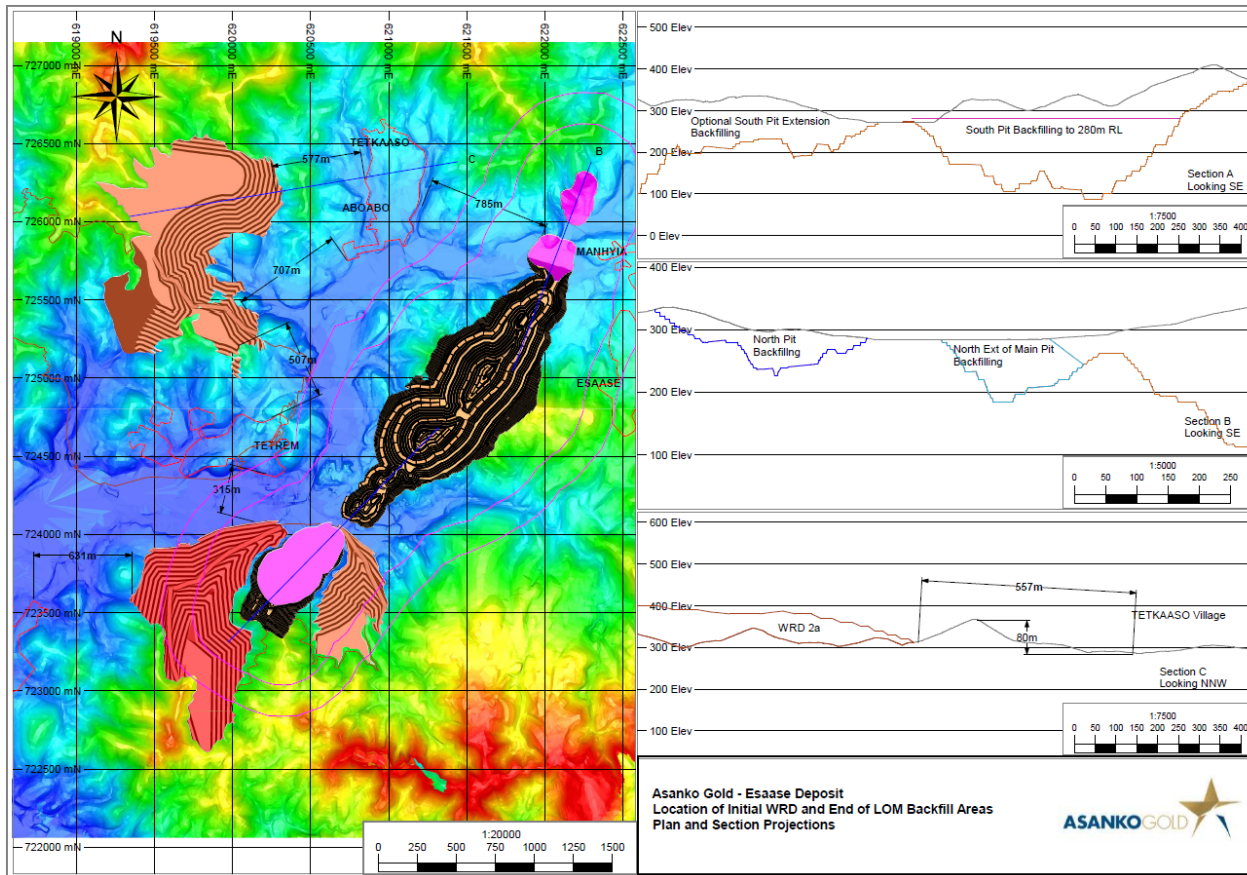 N
619000 mE
619500 mE
620000 mE
620500 mE
621000 mE
621500 mE
622000 mE
622500 mE
727000 mN
726500 mN
726000 mN
725500 mN
725000 mN
724500 mN
724000 mN
723500 mN
723000 mN
722500 mN
722000 mN
TETKAASO
577m
C
B
ABOABO
785m
MANHYIA
707m
507m
ESAASE
TETREM
315m
631m
1:20000
0 250 500 750 1000 1250 1500
500 Elev
400 Elev
300 Elev
200 Elev
100 Elev
0 Elev
Optional South Pit Extension
Backfilling
South Pit Backfilling to 280m RL
Section A
Looking SE
1:7500
0 50 100 150 200 250 300 350 400
400 Elev
300 Elev
200 Elev
100 Elev
North Pit
Backfilling
North Ext of Main Pit
Backfilling
Section B
Looking SE
1:5000
0 50 100 150 200 250
600 Elev
500 Elev
400 Elev
300 Elev
200 Elev
100 Elev
557m
WRD 2a
80m
TETKAASO Village
Section C
Looking NNW
1:7500
0 50 100 150 200 250 300 350 400
Asanko Gold - Esaase Deposit
Location of Initial WRD and End of LOM Backfill Areas
Plan and Section Projections
ASANKOGOLD